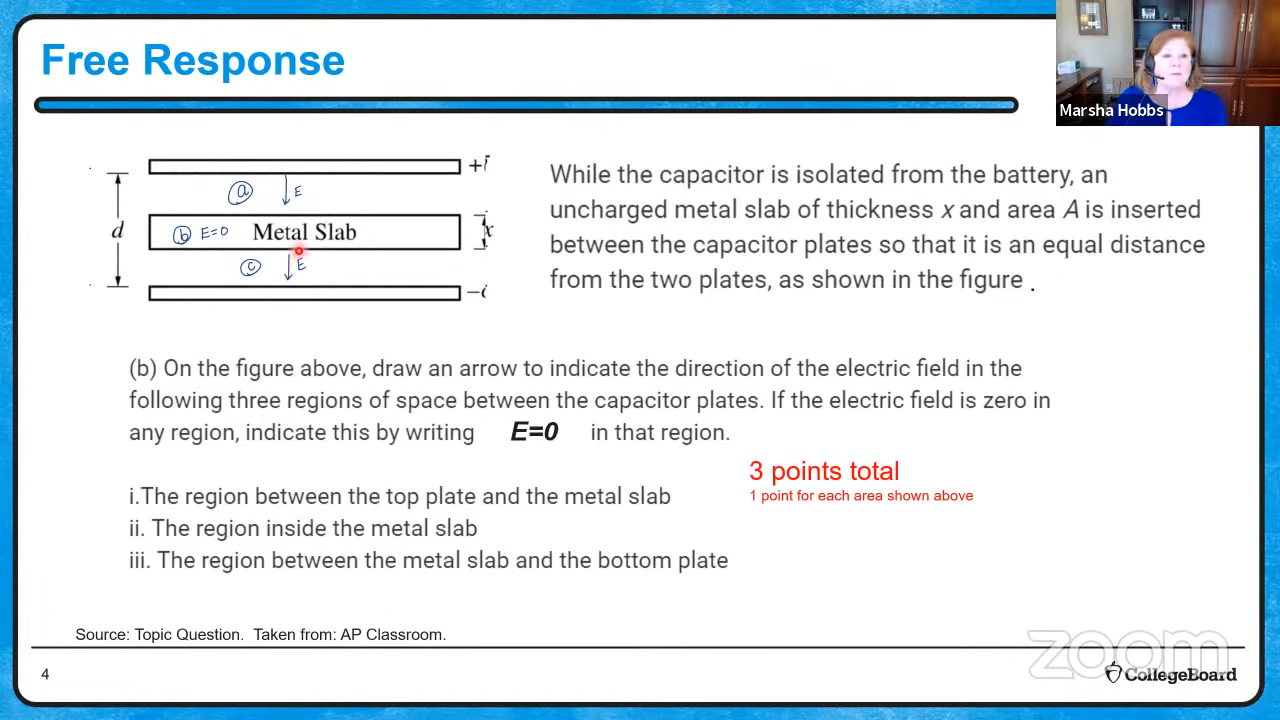 Free Response
Marsha Hobbs
a
E
d
b E=0 Metal Slab
x
c
E
While the capacitor is isolated from the battery, an
uncharged metal slab of thickness x and area A is inserted
between the capacitor plates so that it is an equal distance
from the two plates, as shown in the figure .
(b) On the figure above, draw an arrow to indicate the direction of the electric field in the
following three regions of space between the capacitor plates. If the electric field is zero in
any region, indicate this by writing E=0 in that region.
3 points total
1 point for each area shown above
i.The region between the top plate and the metal slab
ii. The region inside the metal slab
iii. The region between the metal slab and the bottom plate
Source: Topic Question. Taken from: AP Classroom.
zoom
4
CollegeBoard